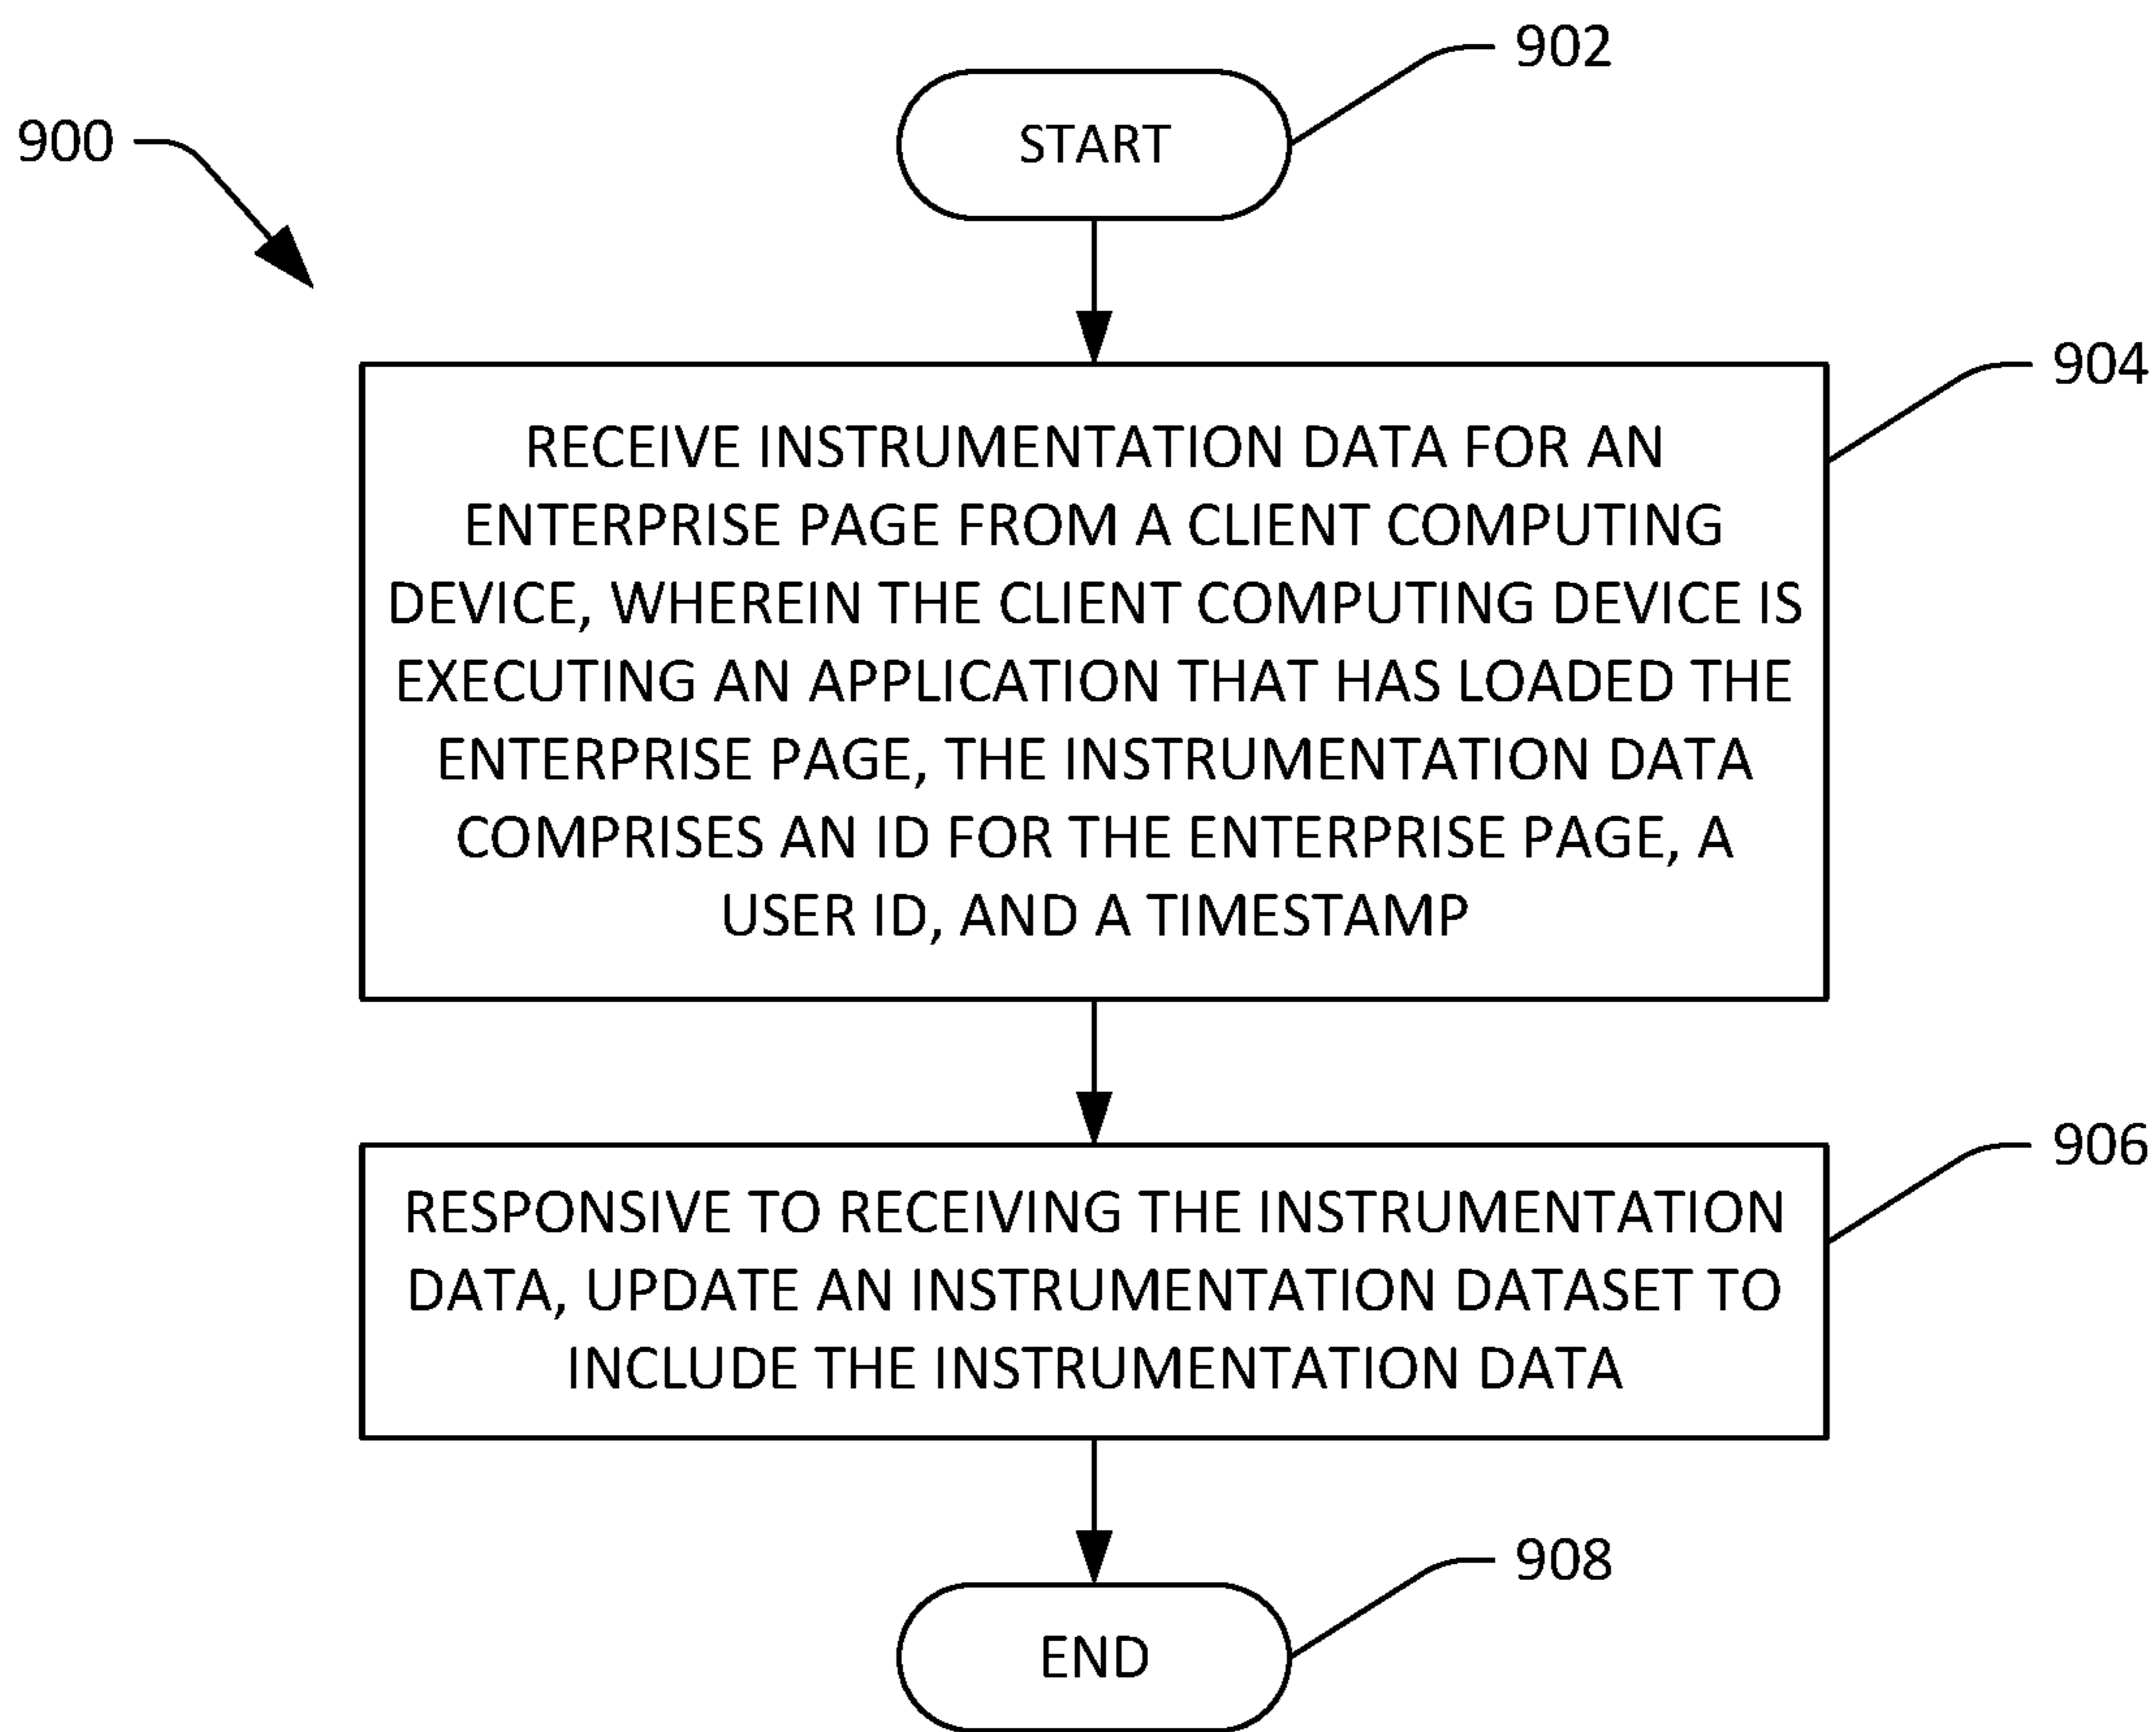 902
START
900
904
RECEIVE INSTRUMENTATION DATA FOR AN
ENTERPRISE PAGE FROM A CLIENT COMPUTING
DEVICE, WHEREIN THE CLIENT COMPUTING DEVICE IS
EXECUTING AN APPLICATION THAT HAS LOADED THE
ENTERPRISE PAGE, THE INSTRUMENTATION DATA
COMPRISES AN ID FOR THE ENTERPRISE PAGE, A
USER ID, AND A TIMESTAMP
906
RESPONSIVE TO RECEIVING THE INSTRUMENTATION
DATA, UPDATE AN INSTRUMENTATION DATASET TO
INCLUDE THE INSTRUMENTATION DATA
908
END